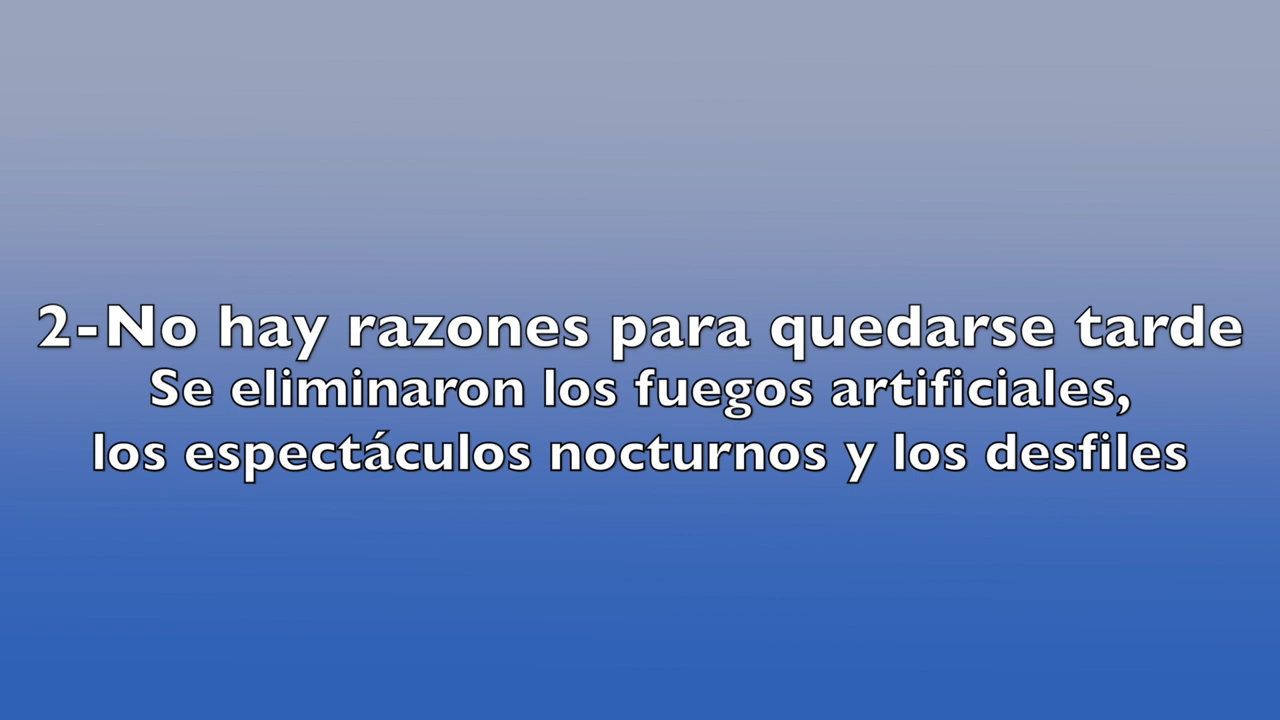 2-No hay razones para quedarse tarde
Se eliminaron los fuegos artificiales,
los espectáculos nocturnos y los desfiles